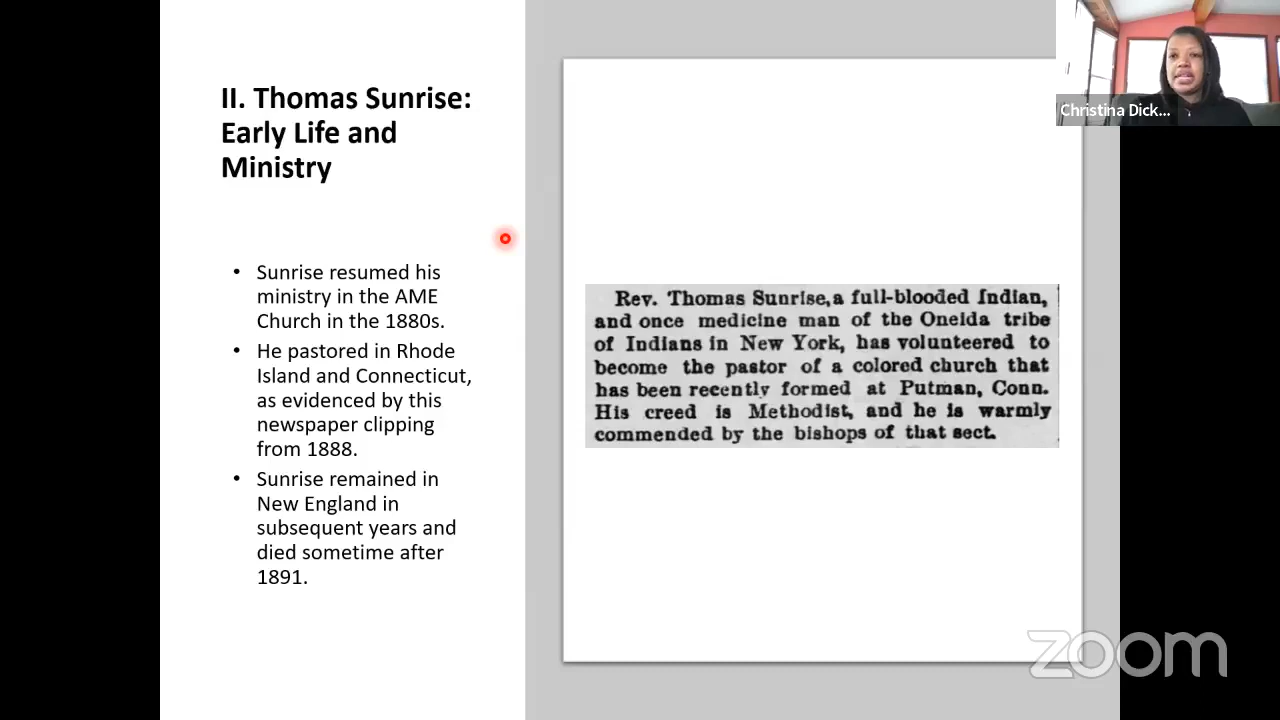 II. Thomas Sunrise:
Early Life and
Ministry
• Sunrise resumed his
ministry in the AME
Church in the 1880s.
• He pastored in Rhode
Island and Connecticut,
as evidenced by this
newspaper clipping
from 1888.
• Sunrise remained in
New England in
subsequent years and
died sometime after
1891.
Rev. Thomas Sunrise, a full-blooded Indian,
and once medicine man of the Oneida tribe
of Indians in New York, has volunteered to
become the pastor of a colored church that
has been recently formed at Putman, Conn.
His creed is Methodist, and he is warmly
commended by the bishops of that sect.
Christina Dick...
zoom